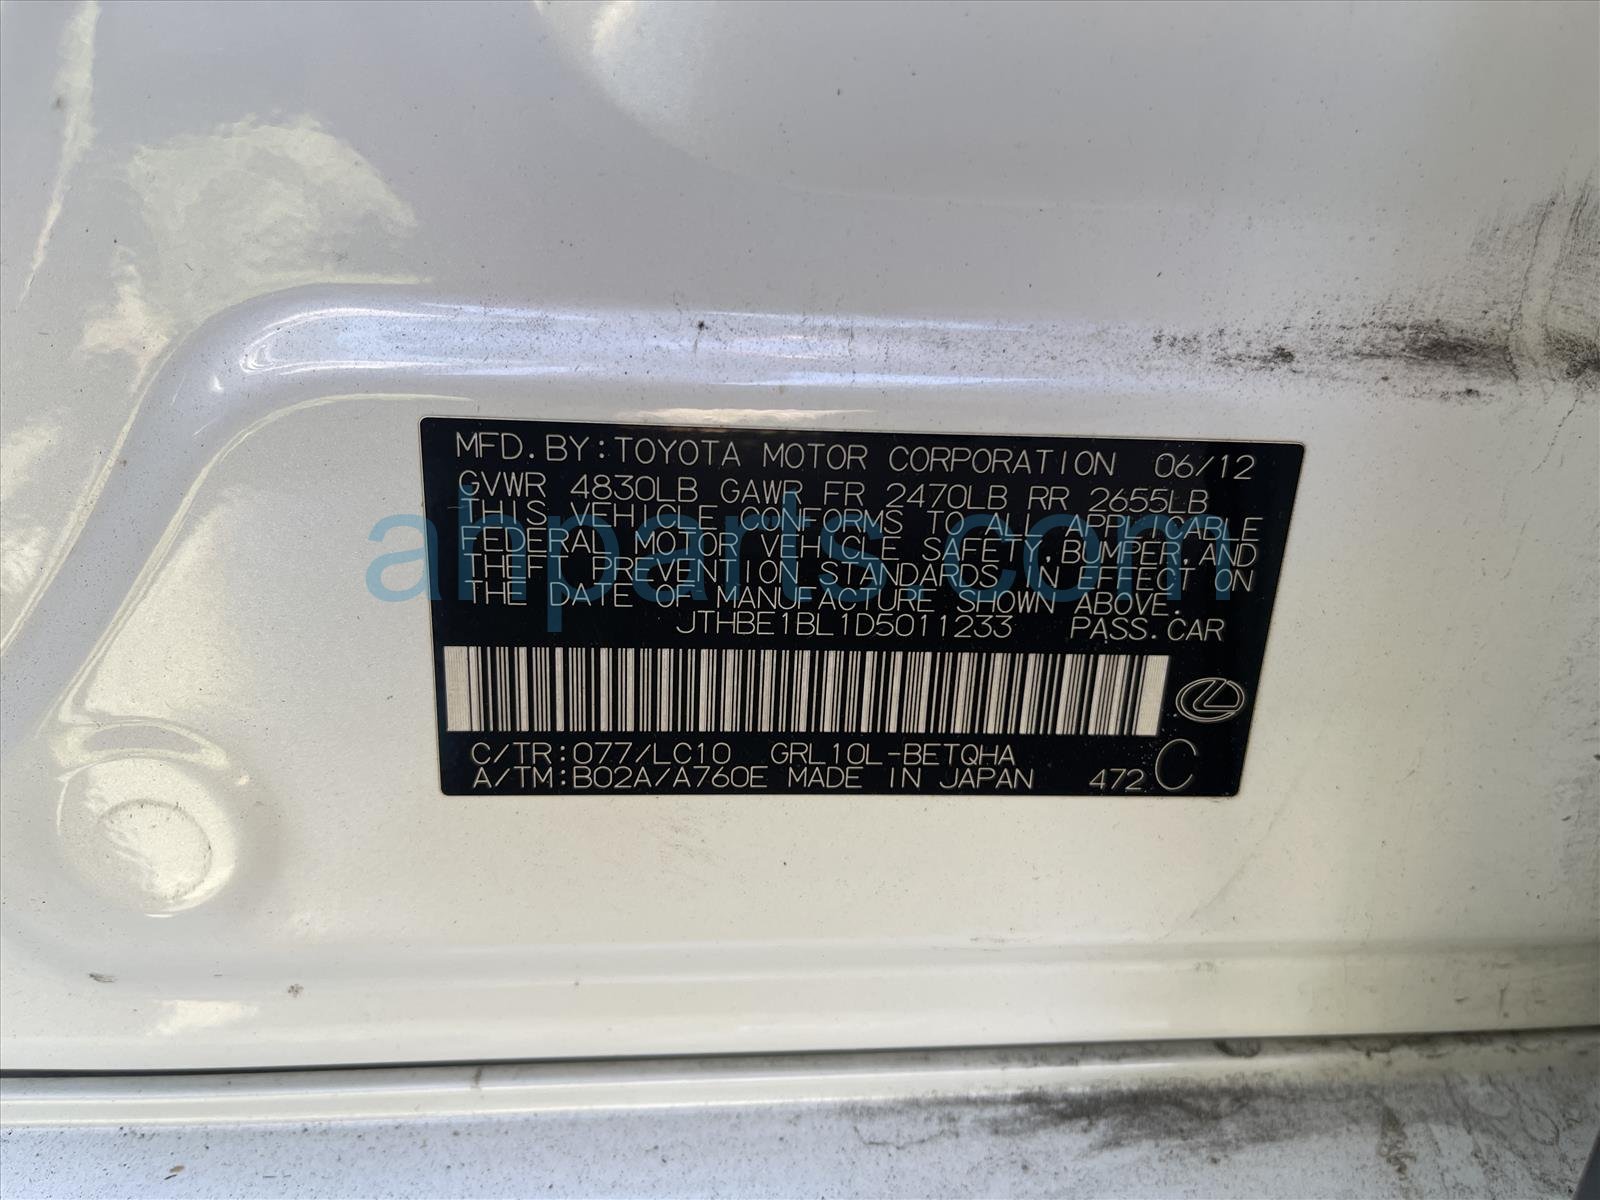 MFD. BY: TOYOTA MOTOR CORPORATION 06/12
GVWR 4830LB GAWR FR 2470LB RR 2655LB
THIS VEHICLE CONFORMS TO ALL APPLICABLE
FEDERAL MOTOR VEHICLE SAFETY, BUMPER, AND
THEFT PREVENTION STANDARDS IN EFFECT ON
THE DATE OF MANUFACTURE SHOWN ABOVE.
JTHBE1BL1D5011233 PASS. CAR
C/TR: 077/LC10 GRL10L-BETQHA
A/TM: B02A/A760E MADE IN JAPAN 472 C
ahparts.com